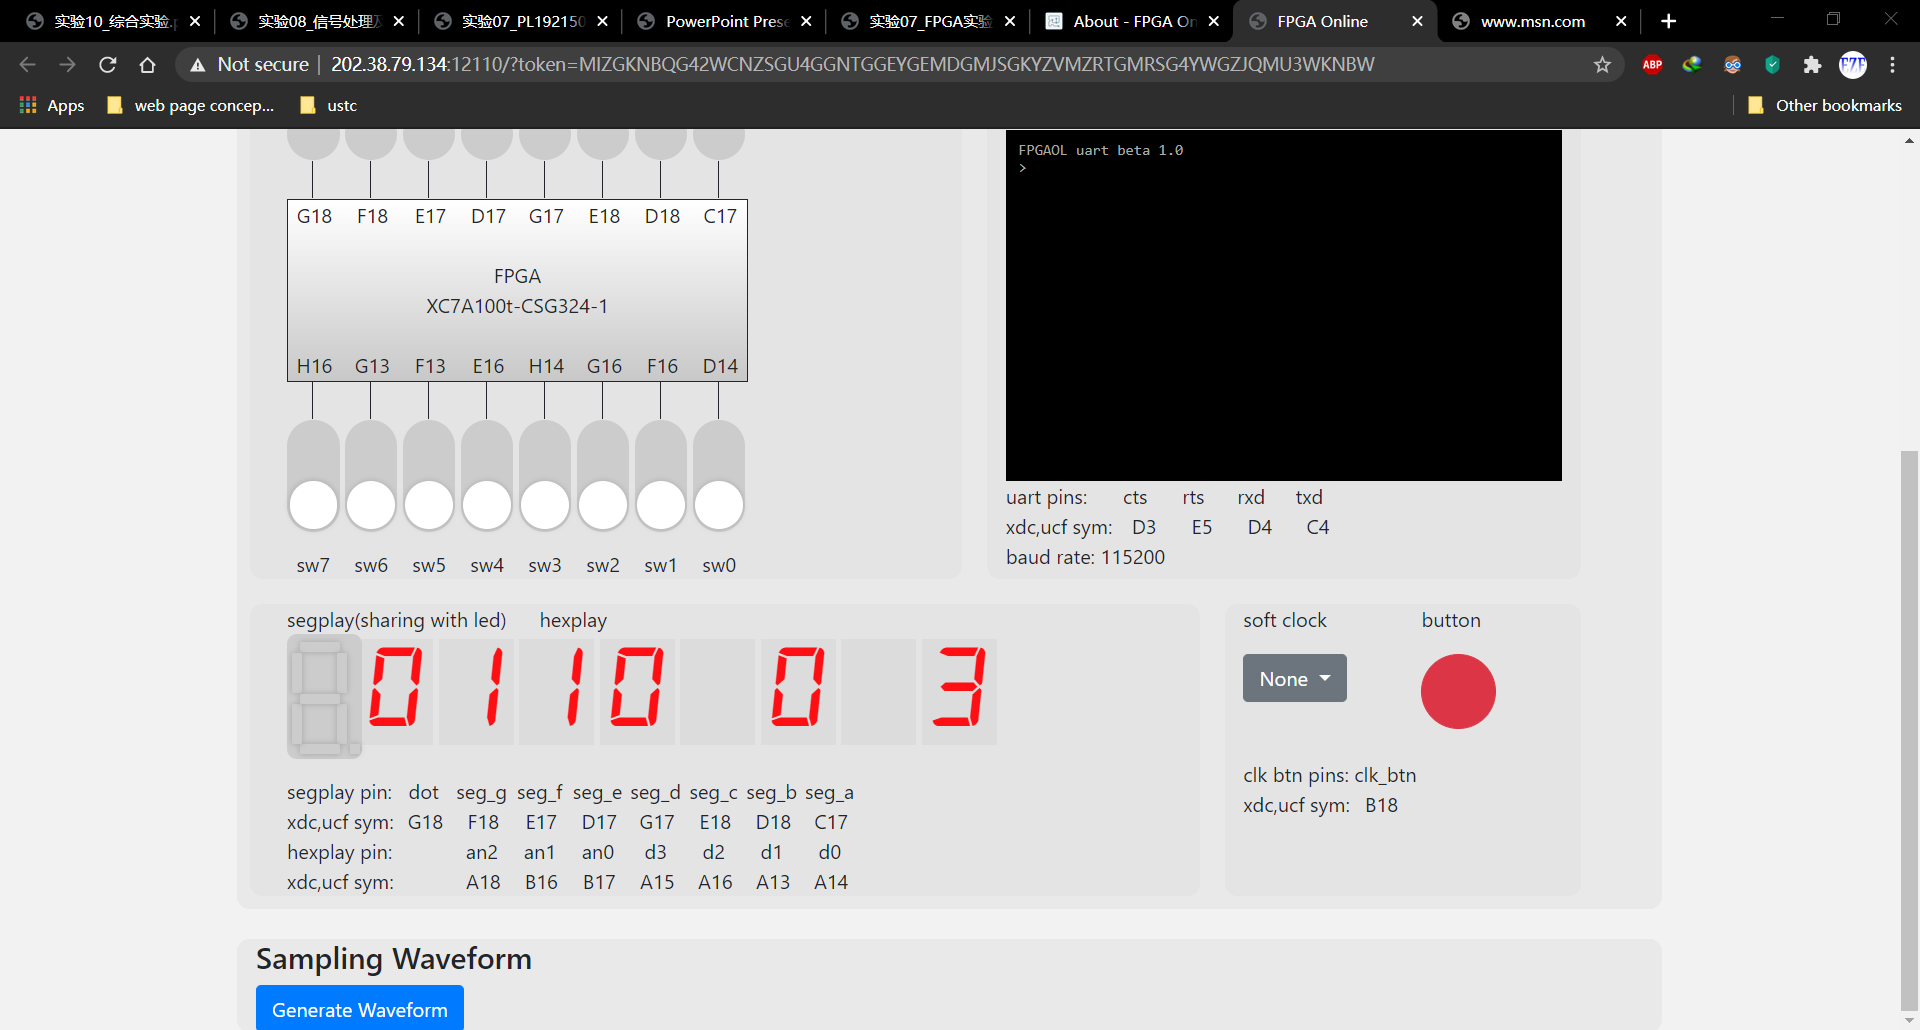 实验10_综合实验.p 实验08_信号处理及 实验07_PL192150 PowerPoint Prese 实验07_FPGA实验 About - FPGA On FPGA Online www.msn.com
Not secure | 202.38.79.134:12110/?token=MIZGKNBQG42WCNZSGU4GGNTGGEYGEMDGMJSGKYZVMZRTGMRSG4YWGZJQMU3WKNBW ABP FZF
Apps web page concep... ustc Other bookmarks
FPGAOL uart beta 1.0
>
G18 F18 E17 D17 G17 E18 D18 C17
FPGA
XC7A100t-CSG324-1
H16 G13 F13 E16 H14 G16 F16 D14
sw7 sw6 sw5 sw4 sw3 sw2 sw1 sw0
uart pins: cts rts rxd txd
xdc,ucf sym: D3 E5 D4 C4
baud rate: 115200
segplay(sharing with led) hexplay
0 1 1 0 0 3
segplay pin: dot seg_g seg_f seg_e seg_d seg_c seg_b seg_a
xdc,ucf sym: G18 F18 E17 D17 G17 E18 D18 C17
hexplay pin: an2 an1 an0 d3 d2 d1 d0
xdc,ucf sym: A18 B16 B17 A15 A16 A13 A14
soft clock button
None
clk btn pins: clk_btn
xdc,ucf sym: B18
Sampling Waveform
Generate Waveform